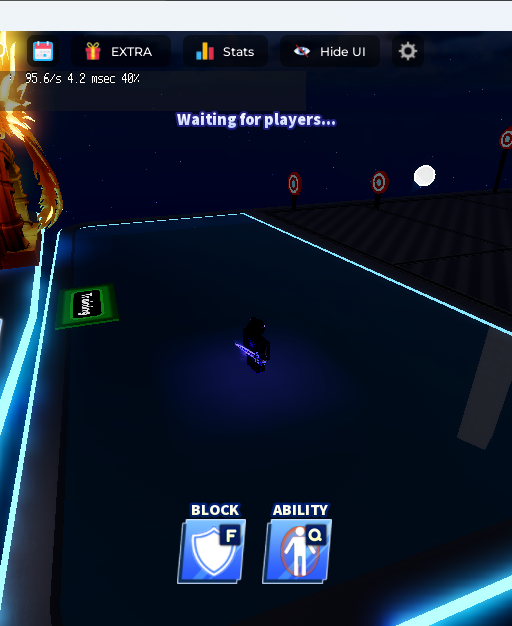 EXTRA
Stats
Hide UI
95.6/s 4.2 msec 40%
Waiting for players...
Training
BLOCK
ABILITY
F
Q